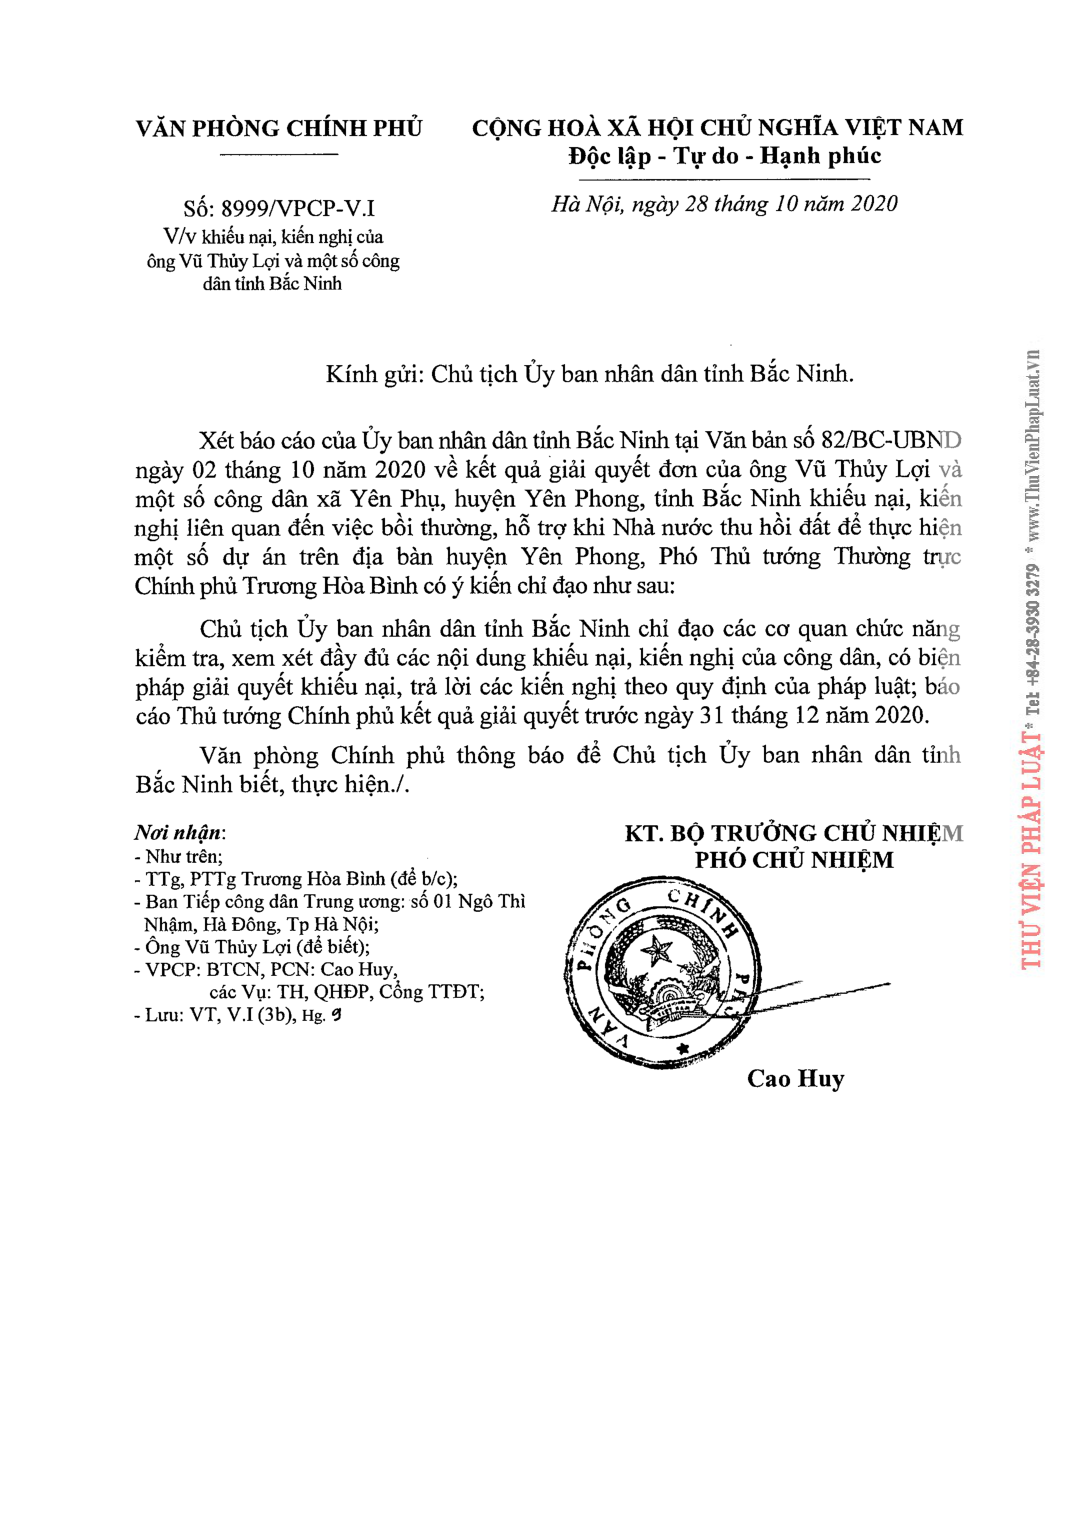 VĂN PHÒNG CHÍNH PHỦ
CỘNG HOÀ XÃ HỘI CHỦ NGHĨA VIỆT NAM
Độc lập - Tự do - Hạnh phúc
Số: 8999/VPCP-V.I
Hà Nội, ngày 28 tháng 10 năm 2020
V/v khiếu nại, kiến nghị của
ông Vũ Thủy Lợi và một số công
dân tỉnh Bắc Ninh
Kính gửi: Chủ tịch Ủy ban nhân dân tỉnh Bắc Ninh.
Xét báo cáo của Ủy ban nhân dân tỉnh Bắc Ninh tại Văn bản số 82/BC-UBND
ngày 02 tháng 10 năm 2020 về kết quả giải quyết đơn của ông Vũ Thủy Lợi và
một số công dân xã Yên Phụ, huyện Yên Phong, tỉnh Bắc Ninh khiếu nại, kiến
nghị liên quan đến việc bồi thường, hỗ trợ khi Nhà nước thu hồi đất để thực hiện
một số dự án trên địa bàn huyện Yên Phong, Phó Thủ tướng Thường trực
Chính phủ Trương Hòa Bình có ý kiến chỉ đạo như sau:
Chủ tịch Ủy ban nhân dân tỉnh Bắc Ninh chỉ đạo các cơ quan chức năng
kiểm tra, xem xét đầy đủ các nội dung khiếu nại, kiến nghị của công dân, có biện
pháp giải quyết khiếu nại, trả lời các kiến nghị theo quy định của pháp luật; báo
cáo Thủ tướng Chính phủ kết quả giải quyết trước ngày 31 tháng 12 năm 2020.
Văn phòng Chính phủ thông báo để Chủ tịch Ủy ban nhân dân tỉnh
Bắc Ninh biết, thực hiện./.
Nơi nhận:
- Như trên;
- TTg, PTTg Trương Hòa Bình (để b/c);
- Ban Tiếp công dân Trung ương: số 01 Ngô Thì
Nhậm, Hà Đông, Tp Hà Nội;
- Ông Vũ Thủy Lợi (để biết);
- VPCP: BTCN, PCN: Cao Huy,
các Vụ: TH, QHĐP, Cổng TTĐT;
- Lưu: VT, V.I (3b), Hg. 9
KT. BỘ TRƯỞNG CHỦ NHIỆM
PHÓ CHỦ NHIỆM
VĂN PHÒNG CHÍNH PHỦ
Cao Huy
THƯ VIỆN PHÁP LUẬT * Tel: +84-28-3930 3279 * www.ThuVienPhapLuat.vn